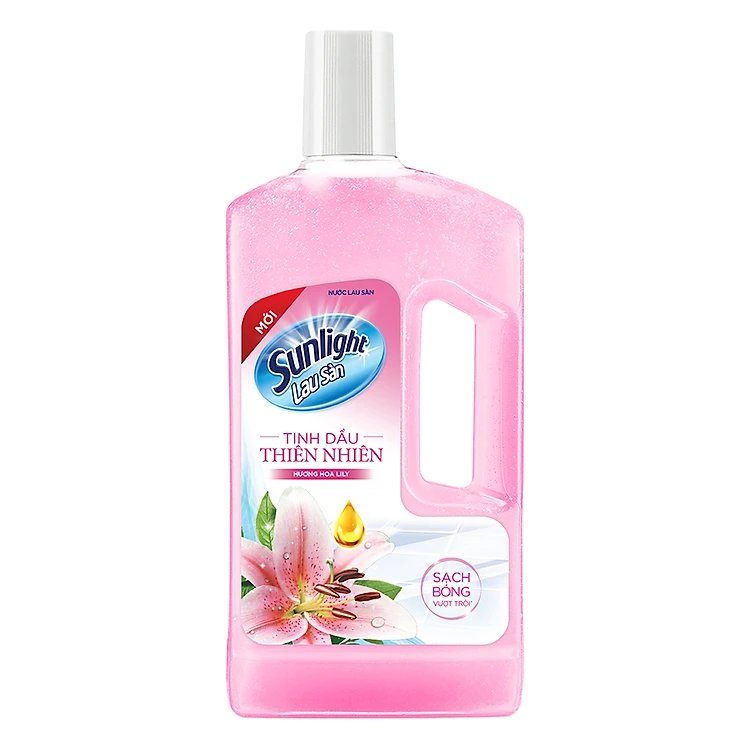 NƯỚC LAU SÀN
MỚI
Sunlight
Lau Sàn
TINH DẦU
THIÊN NHIÊN
HƯƠNG HOA LILY
SẠCH
BÓNG
VƯỢT TRỘI*